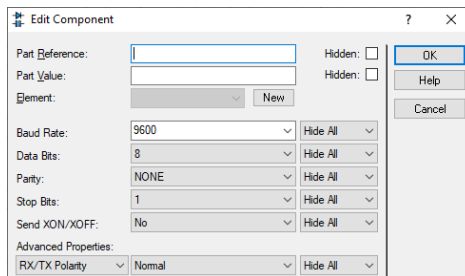 Edit Component ?
Part Reference: Hidden: OK
Part Value: Hidden: Help
Element: New Cancel
Baud Rate: 9600 Hide All
Data Bits: 8 Hide All
Parity: NONE Hide All
Stop Bits: 1 Hide All
Send XON/XOFF: No Hide All
Advanced Properties:
RX/TX Polarity Normal Hide All